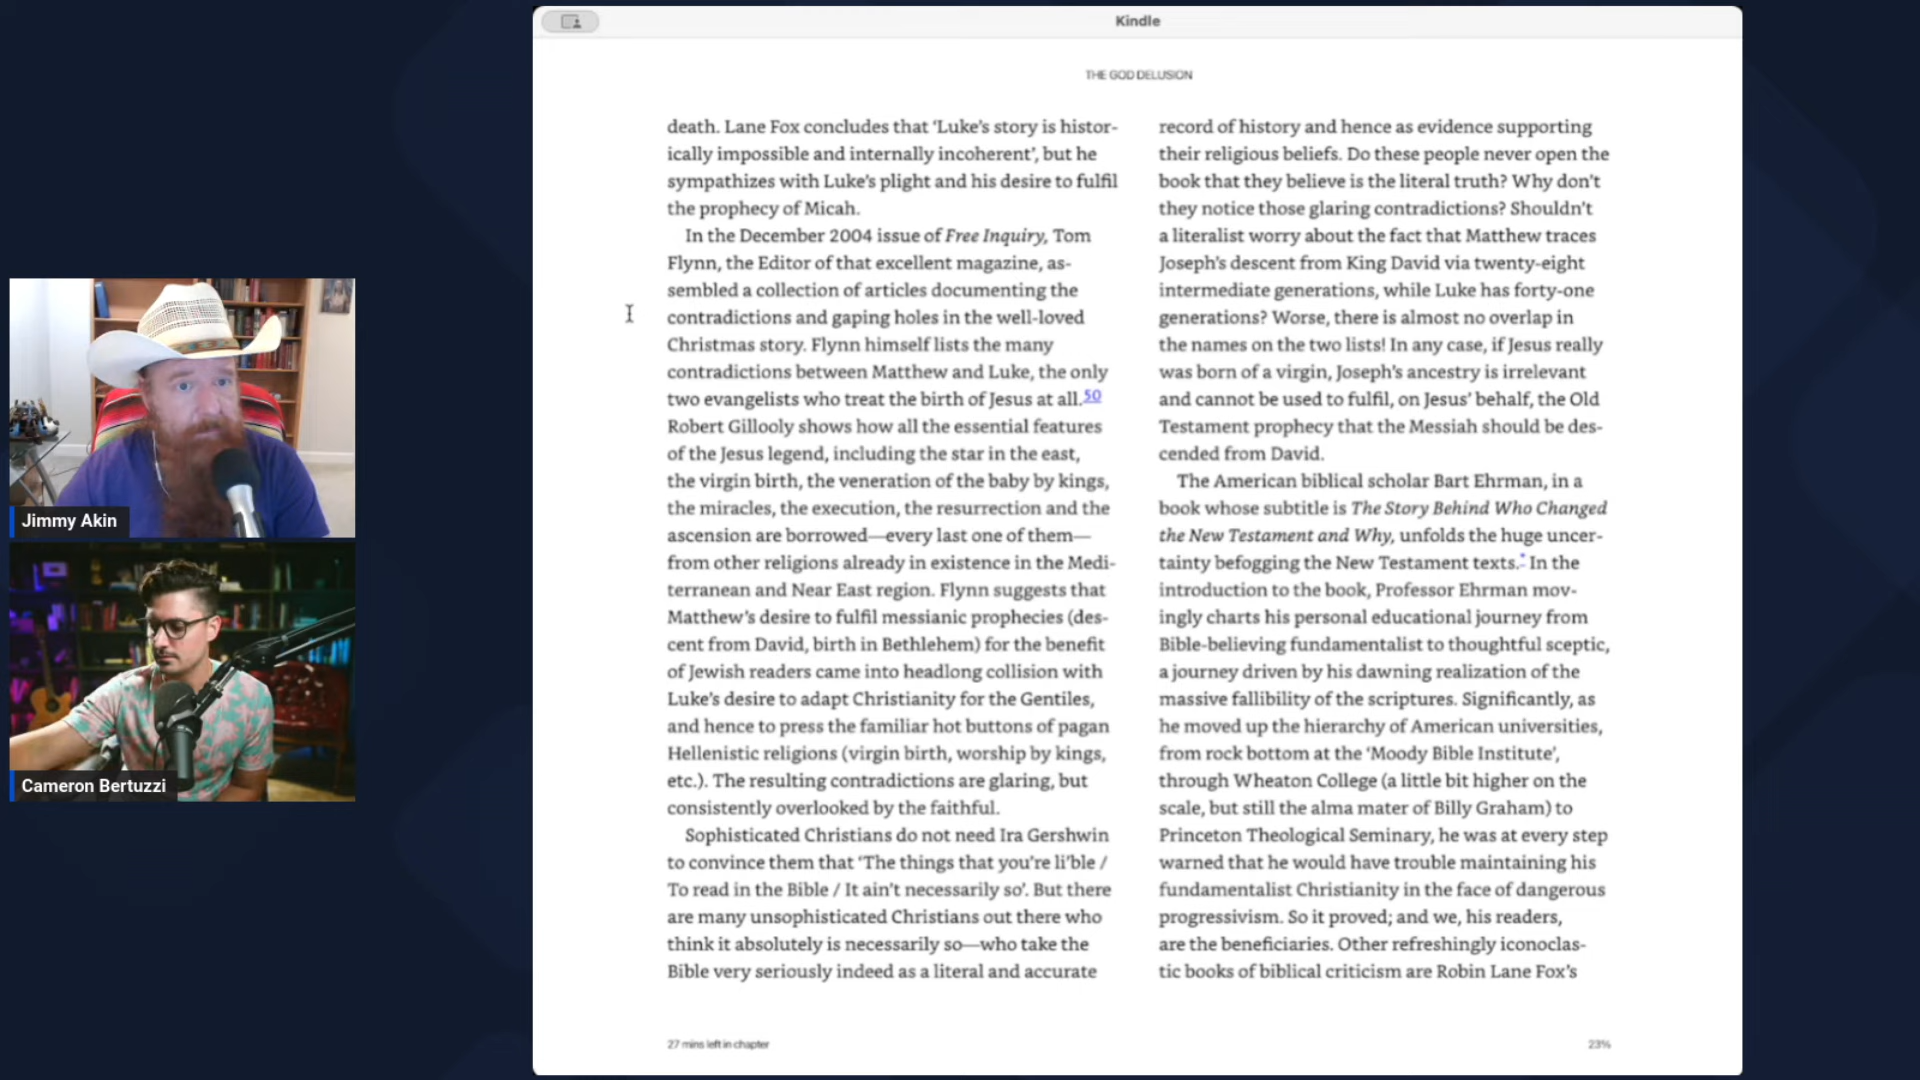 Kindle
THE GOD DELUSION
death. Lane Fox concludes that ‘Luke’s story is histor-
ically impossible and internally incoherent’, but he
sympathizes with Luke’s plight and his desire to fulfil
the prophecy of Micah.
In the December 2004 issue of Free Inquiry, Tom
Flynn, the Editor of that excellent magazine, as-
sembled a collection of articles documenting the
contradictions and gaping holes in the well-loved
Christmas story. Flynn himself lists the many
contradictions between Matthew and Luke, the only
two evangelists who treat the birth of Jesus at all.50
Robert Gillooly shows how all the essential features
of the Jesus legend, including the star in the east,
the virgin birth, the veneration of the baby by kings,
the miracles, the execution, the resurrection and the
ascension are borrowed—every last one of them—
from other religions already in existence in the Medi-
terranean and Near East region. Flynn suggests that
Matthew’s desire to fulfil messianic prophecies (des-
cent from David, birth in Bethlehem) for the benefit
of Jewish readers came into headlong collision with
Luke’s desire to adapt Christianity for the Gentiles,
and hence to press the familiar hot buttons of pagan
Hellenistic religions (virgin birth, worship by kings,
etc.). The resulting contradictions are glaring, but
consistently overlooked by the faithful.
Sophisticated Christians do not need Ira Gershwin
to convince them that ‘The things that you’re li’ble /
To read in the Bible / It ain’t necessarily so’. But there
are many unsophisticated Christians out there who
think it absolutely is necessarily so—who take the
Bible very seriously indeed as a literal and accurate
record of history and hence as evidence supporting
their religious beliefs. Do these people never open the
book that they believe is the literal truth? Why don’t
they notice those glaring contradictions? Shouldn’t
a literalist worry about the fact that Matthew traces
Joseph’s descent from King David via twenty-eight
intermediate generations, while Luke has forty-one
generations? Worse, there is almost no overlap in
the names on the two lists! In any case, if Jesus really
was born of a virgin, Joseph’s ancestry is irrelevant
and cannot be used to fulfil, on Jesus’ behalf, the Old
Testament prophecy that the Messiah should be des-
cended from David.
The American biblical scholar Bart Ehrman, in a
book whose subtitle is The Story Behind Who Changed
the New Testament and Why, unfolds the huge uncer-
tainty befogging the New Testament texts.* In the
introduction to the book, Professor Ehrman mov-
ingly charts his personal educational journey from
Bible-believing fundamentalist to thoughtful sceptic,
a journey driven by his dawning realization of the
massive fallibility of the scriptures. Significantly, as
he moved up the hierarchy of American universities,
from rock bottom at the ‘Moody Bible Institute’,
through Wheaton College (a little bit higher on the
scale, but still the alma mater of Billy Graham) to
Princeton Theological Seminary, he was at every step
warned that he would have trouble maintaining his
fundamentalist Christianity in the face of dangerous
progressivism. So it proved; and we, his readers,
are the beneficiaries. Other refreshingly iconoclas-
tic books of biblical criticism are Robin Lane Fox’s
27 mins left in chapter
23%
Jimmy Akin
Cameron Bertuzzi